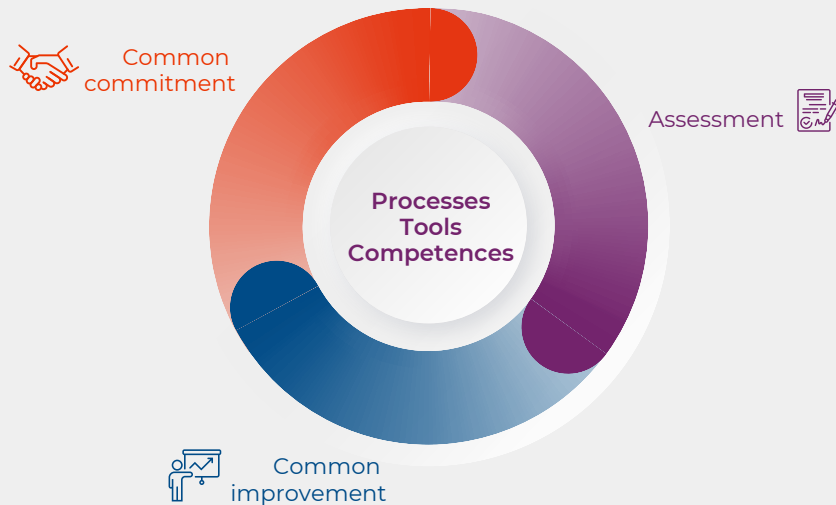 Common
commitment
Assessment
Processes
Tools
Competences
Common
improvement